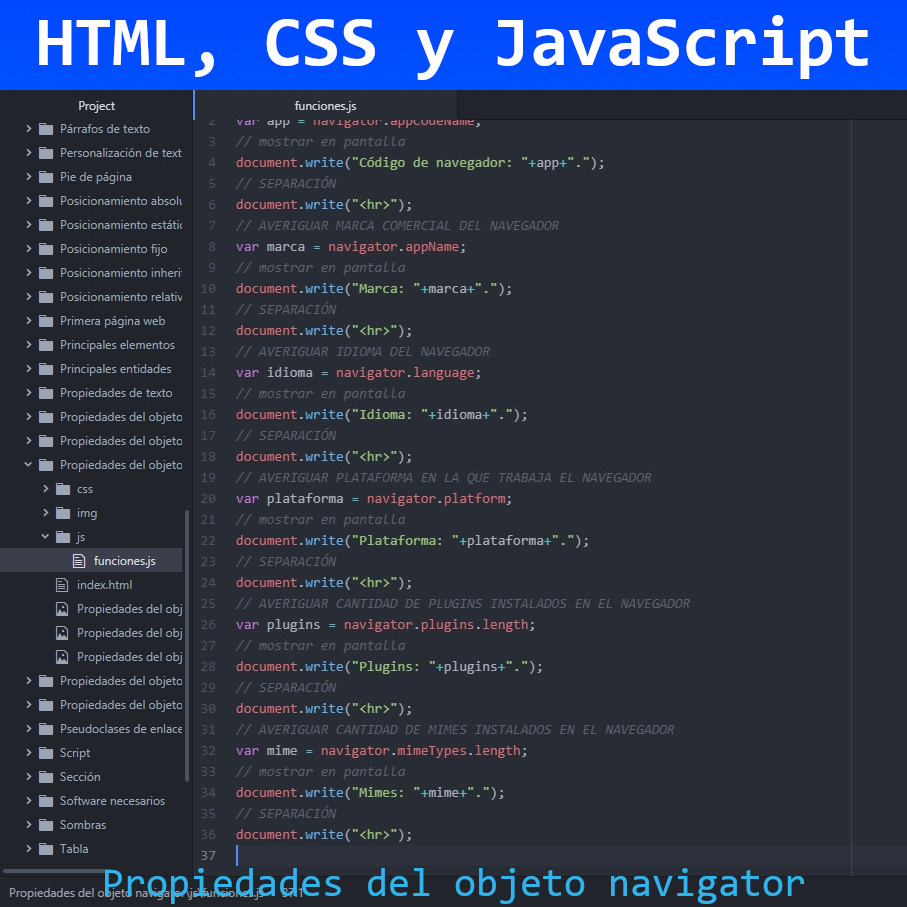 HTML, CSS y JavaScript
Project
Párrafos de texto
Personalización de text
Pie de página
Posicionamiento absolu
Posicionamiento estátic
Posicionamiento fijo
Posicionamiento inheri
Posicionamiento relativ
Primera página web
Principales elementos
Principales entidades
Propiedades de texto
Propiedades del objeto
Propiedades del objeto
Propiedades del objeto
css
img
js
funciones.js
index.html
Propiedades del obj
Propiedades del obj
Propiedades del obj
Propiedades del objeto
Propiedades del objeto
Pseudoclases de enlace
Script
Sección
Software necesarios
Sombras
Tabla
funciones.js
2 var app = navigator.appCodeName;
3 // mostrar en pantalla
4 document.write("Código de navegador: "+app+".");
5 // SEPARACIÓN
6 document.write("<hr>");
7 // AVERIGUAR MARCA COMERCIAL DEL NAVEGADOR
8 var marca = navigator.appName;
9 // mostrar en pantalla
10 document.write("Marca: "+marca+".");
11 // SEPARACIÓN
12 document.write("<hr>");
13 // AVERIGUAR IDIOMA DEL NAVEGADOR
14 var idioma = navigator.language;
15 // mostrar en pantalla
16 document.write("Idioma: "+idioma+".");
17 // SEPARACIÓN
18 document.write("<hr>");
19 // AVERIGUAR PLATAFORMA EN LA QUE TRABAJA EL NAVEGADOR
20 var plataforma = navigator.platform;
21 // mostrar en pantalla
22 document.write("Plataforma: "+plataforma+".");
23 // SEPARACIÓN
24 document.write("<hr>");
25 // AVERIGUAR CANTIDAD DE PLUGINS INSTALADOS EN EL NAVEGADOR
26 var plugins = navigator.plugins.length;
27 // mostrar en pantalla
28 document.write("Plugins: "+plugins+".");
29 // SEPARACIÓN
30 document.write("<hr>");
31 // AVERIGUAR CANTIDAD DE MIMES INSTALADOS EN EL NAVEGADOR
32 var mime = navigator.mimeTypes.length;
33 // mostrar en pantalla
34 document.write("Mimes: "+mime+".");
35 // SEPARACIÓN
36 document.write("<hr>");
37
Propiedades del objeto navigator\js\funciones.js 37:1
Propiedades del objeto navigator